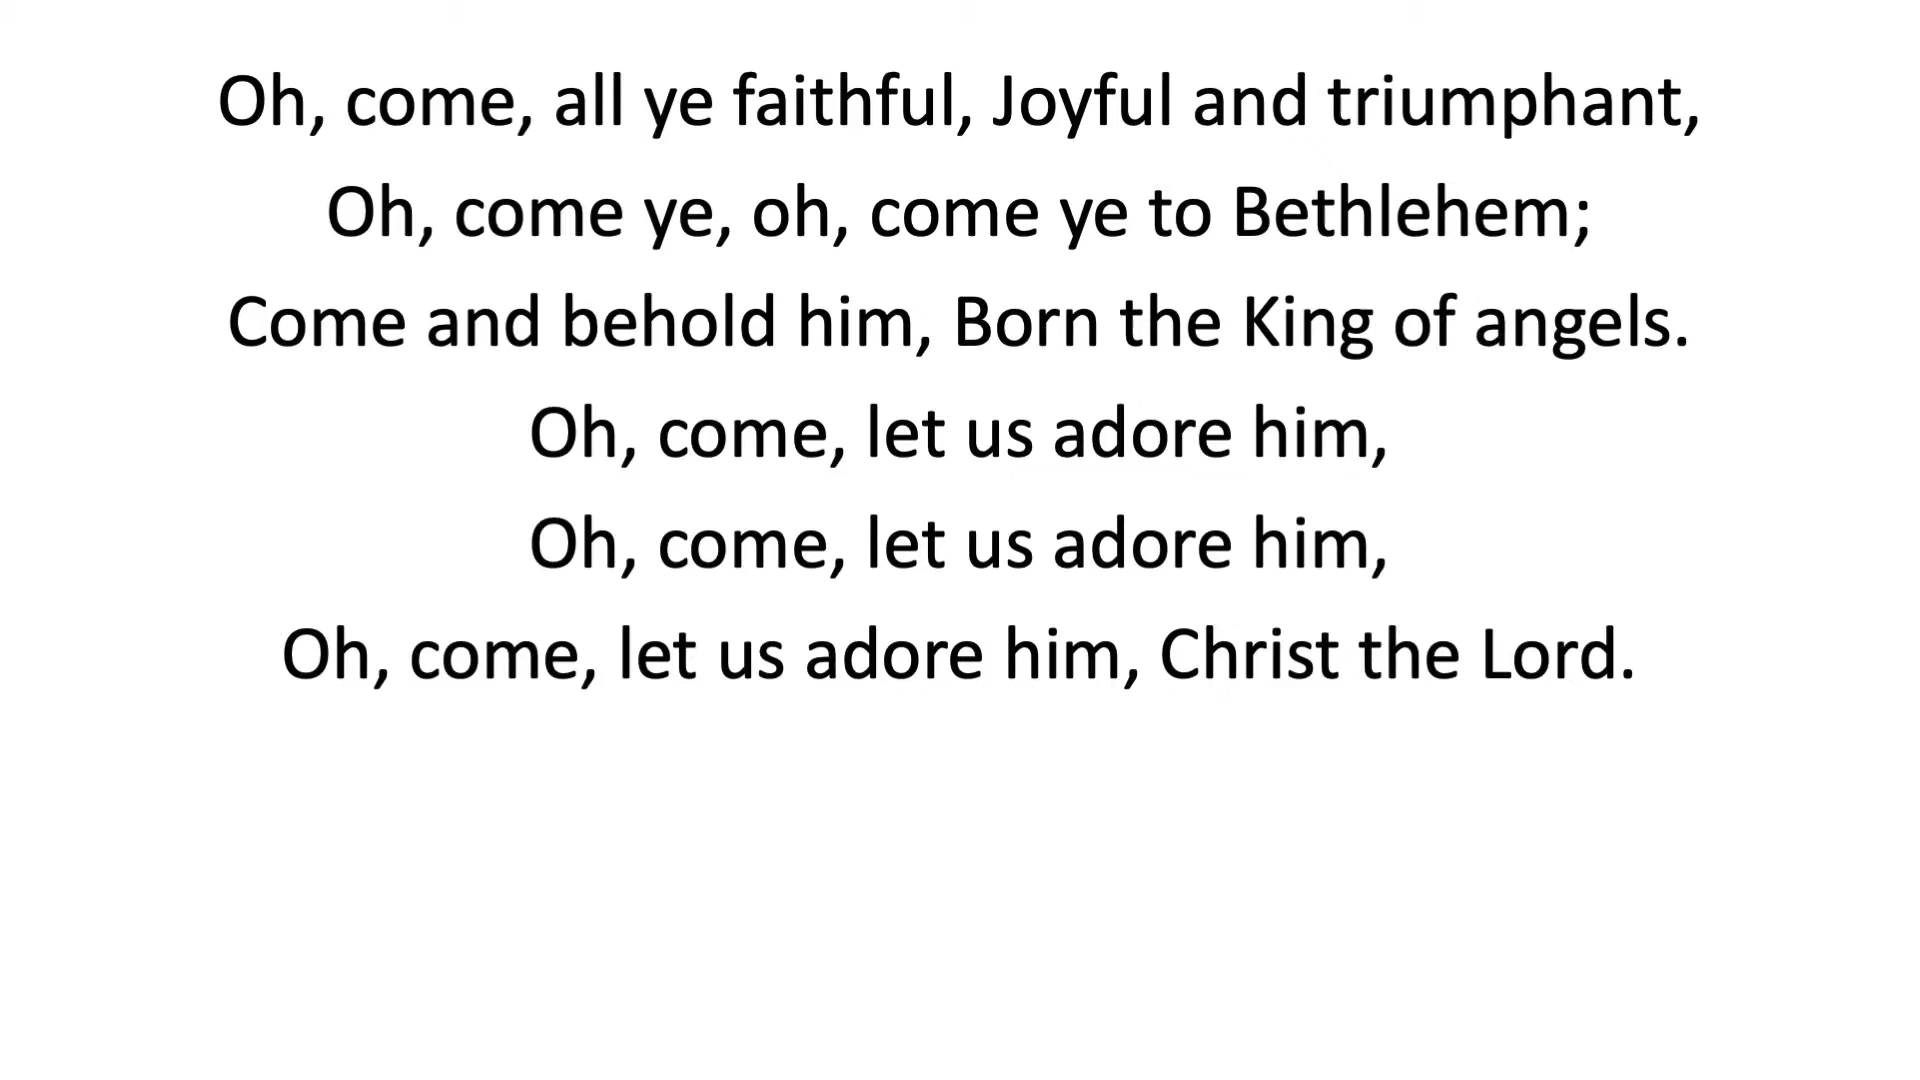 Oh, come, all ye faithful, Joyful and triumphant,
Oh, come ye, oh, come ye to Bethlehem;
Come and behold him, Born the King of angels.
Oh, come, let us adore him,
Oh, come, let us adore him,
Oh, come, let us adore him, Christ the Lord.